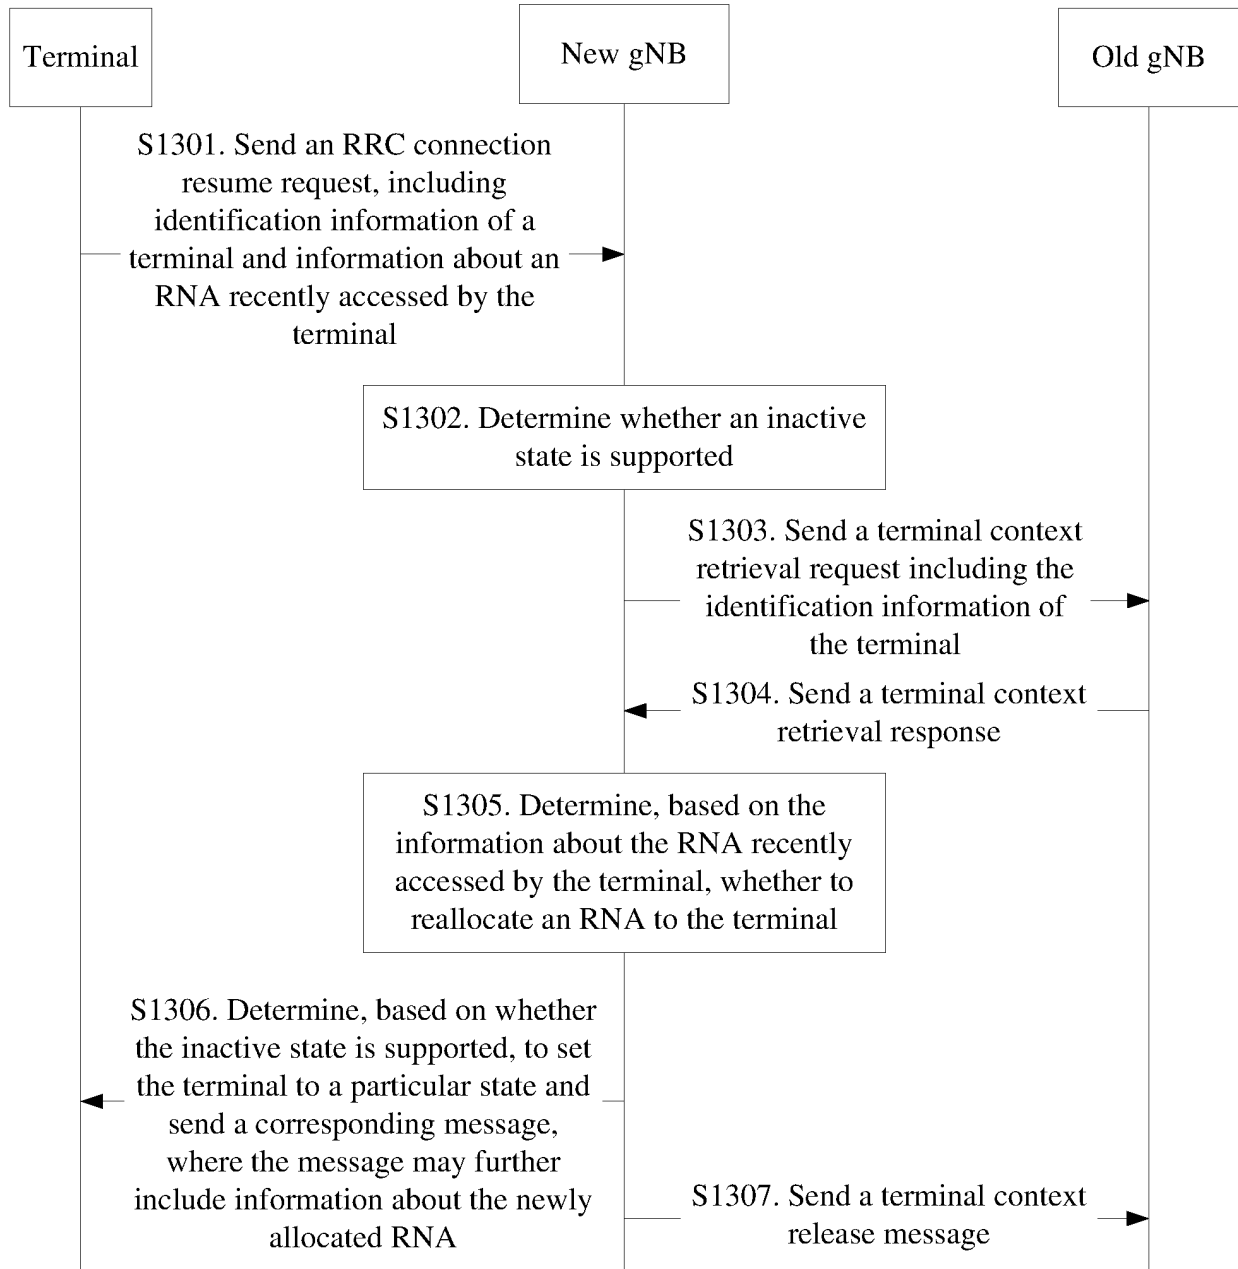 Terminal
New gNB
Old gNB
S1301. Send an RRC connection
resume request, including
identification information of a
terminal and information about an
RNA recently accessed by the
terminal
S1302. Determine whether an inactive
state is supported
S1303. Send a terminal context
retrieval request including the
identification information of
the terminal
S1304. Send a terminal context
retrieval response
S1305. Determine, based on the
information about the RNA recently
accessed by the terminal, whether to
reallocate an RNA to the terminal
S1306. Determine, based on whether
the inactive state is supported, to set
the terminal to a particular state and
send a corresponding message,
where the message may further
include information about the newly
allocated RNA
S1307. Send a terminal context
release message